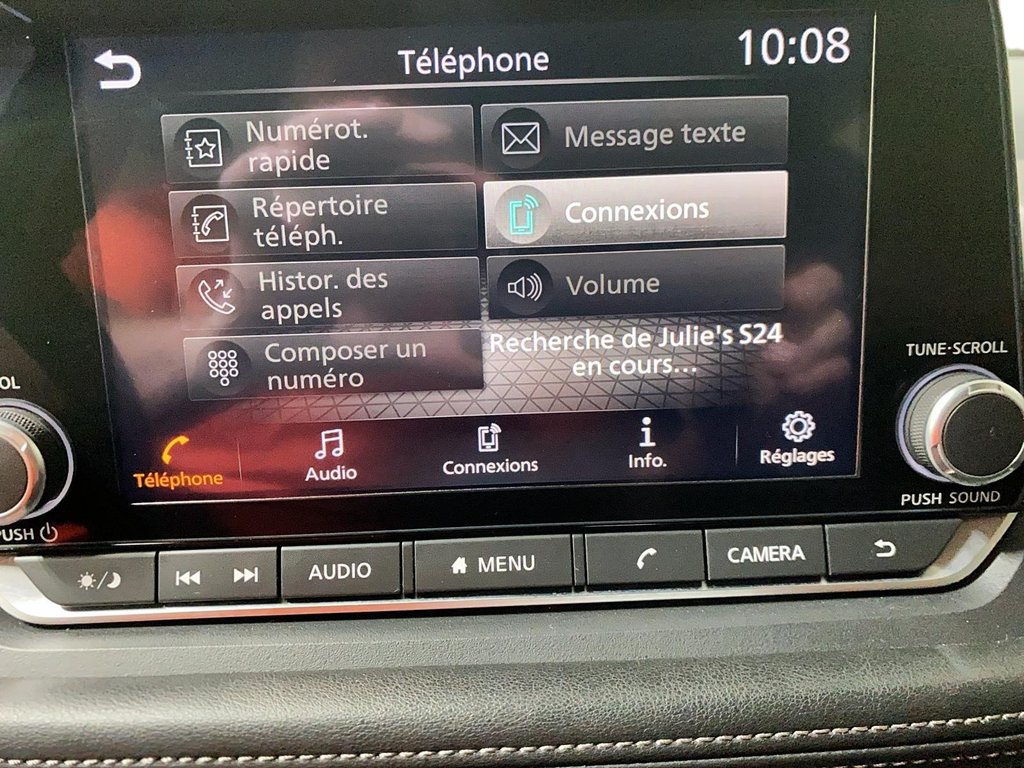 Téléphone
10:08
Numérot.
rapide
Message texte
Répertoire
téléph.
Connexions
Histor. des
appels
Volume
Composer un
numéro
Recherche de Julie's S24
en cours...
Téléphone
Audio
Connexions
Info.
Réglages
OL
PUSH
TUNE·SCROLL
PUSH SOUND
AUDIO
MENU
CAMERA